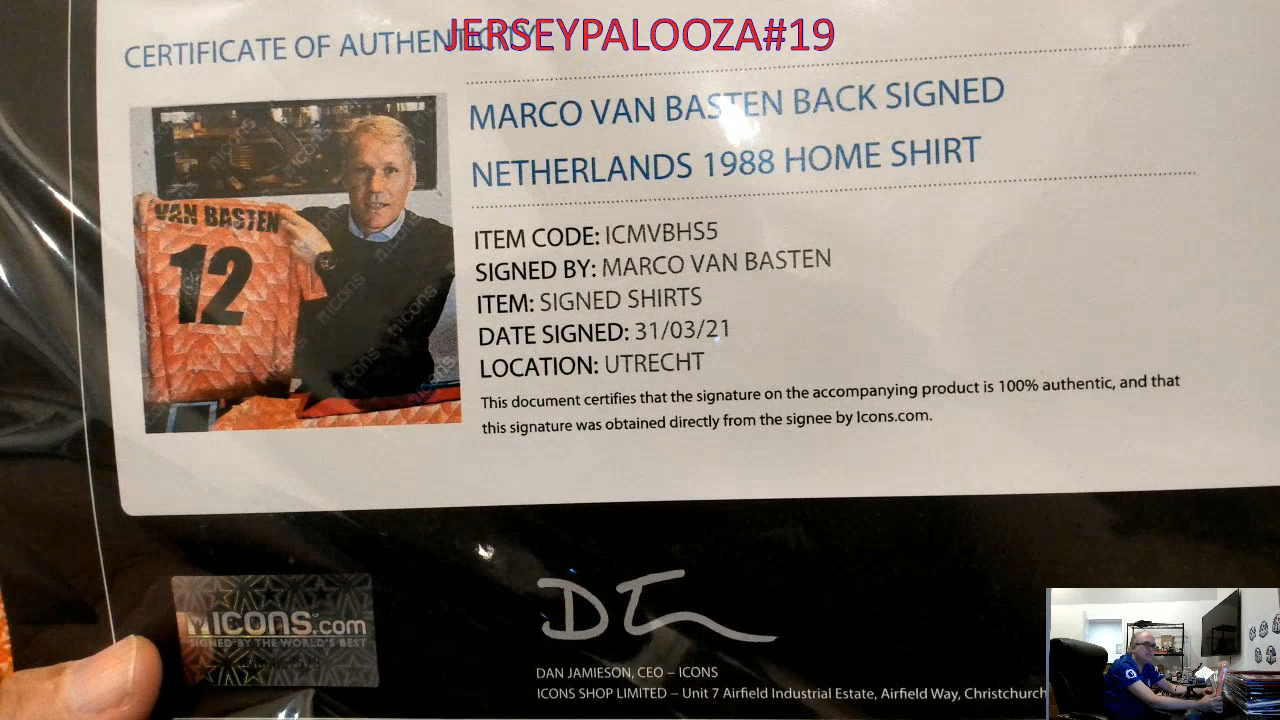 JERSEYPALOOZA#19
CERTIFICATE OF AUTHENTICITY
MARCO VAN BASTEN BACK SIGNED
NETHERLANDS 1988 HOME SHIRT
VAN BASTEN
12
ITEM CODE: ICMVBHS5
SIGNED BY: MARCO VAN BASTEN
ITEM: SIGNED SHIRTS
DATE SIGNED: 31/03/21
LOCATION: UTRECHT
This document certifies that the signature on the accompanying product is 100% authentic, and that
this signature was obtained directly from the signee by Icons.com.
ICONS.com
SIGNED BY THE WORLD'S BEST
DAN JAMIESON, CEO – ICONS
ICONS SHOP LIMITED – Unit 7 Airfield Industrial Estate, Airfield Way, Christchurch